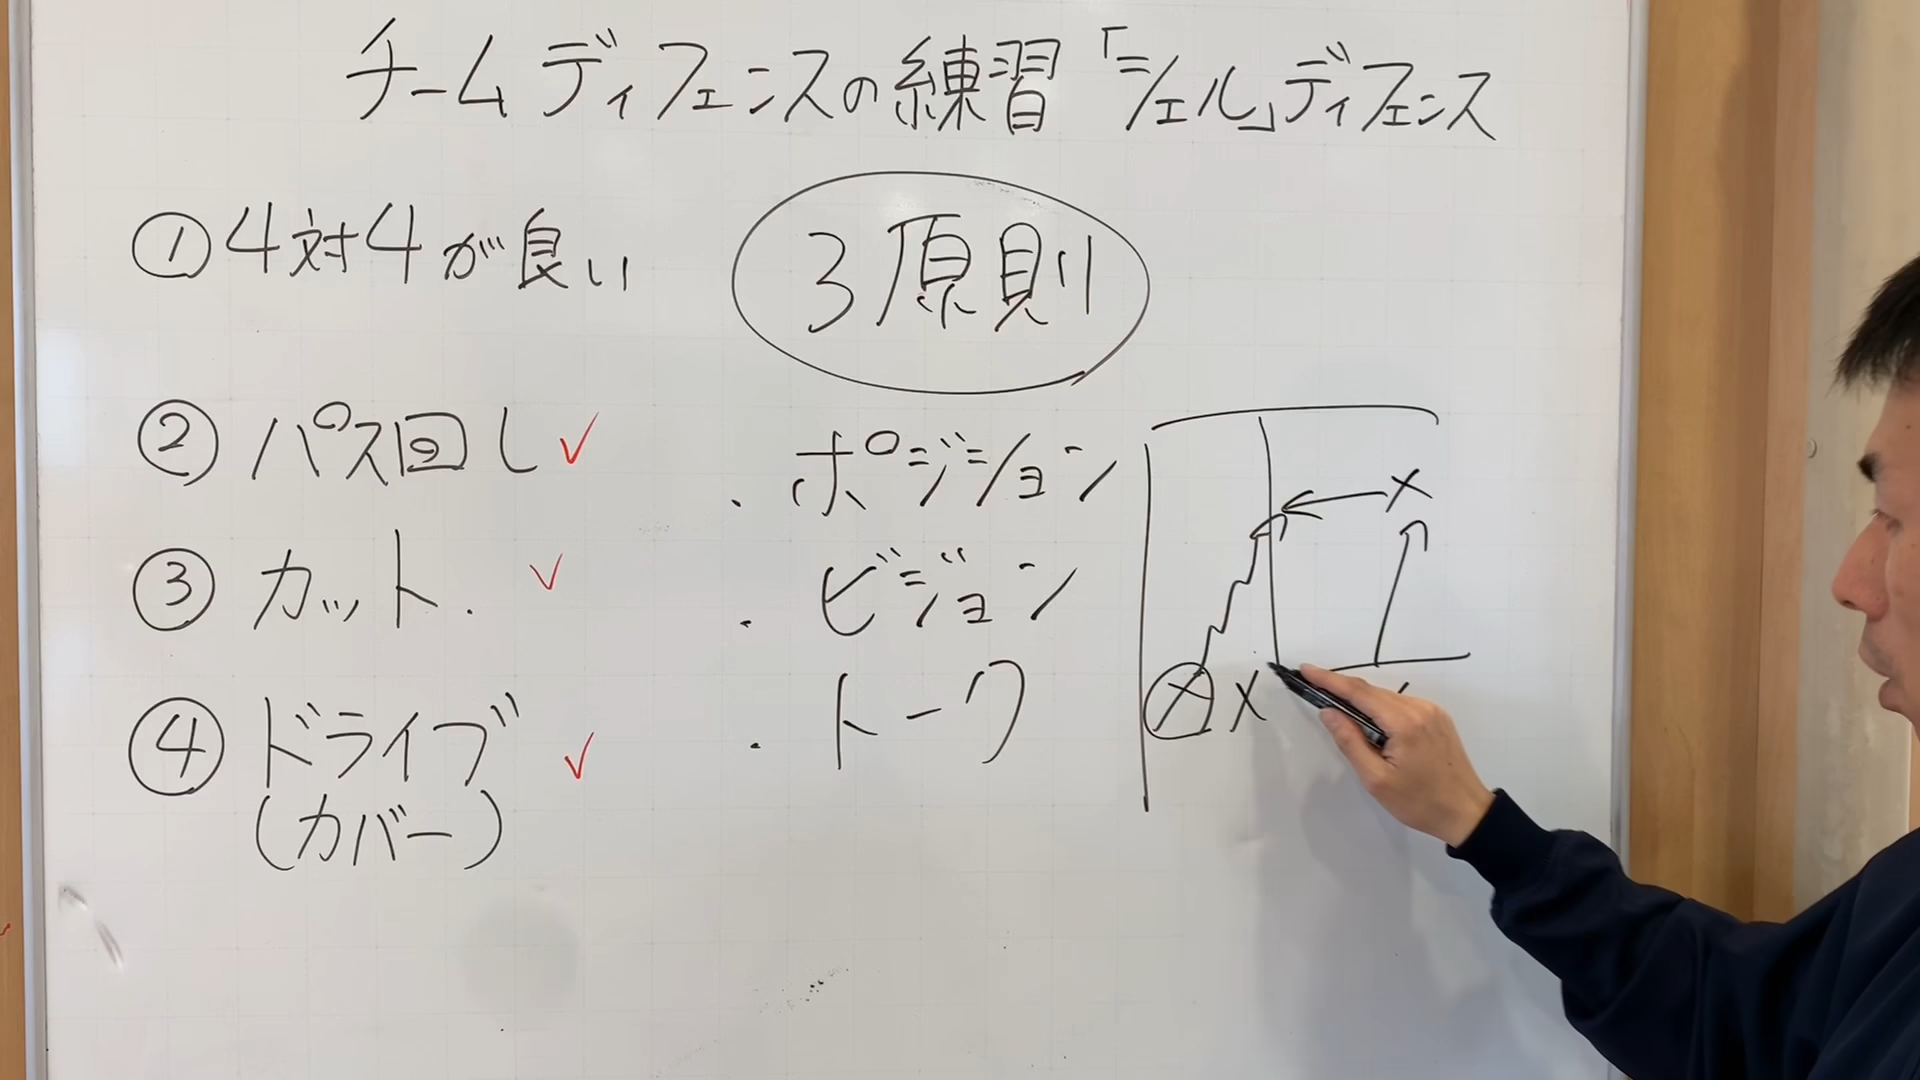 チームディフェンスの練習「シェル」ディフェンス
①4対4が良い
②パス回し✓
③カット. ✓
④ドライブ ✓
(カバー)
3原則
・ポジション
・ビジョン
・トーク
X
X X